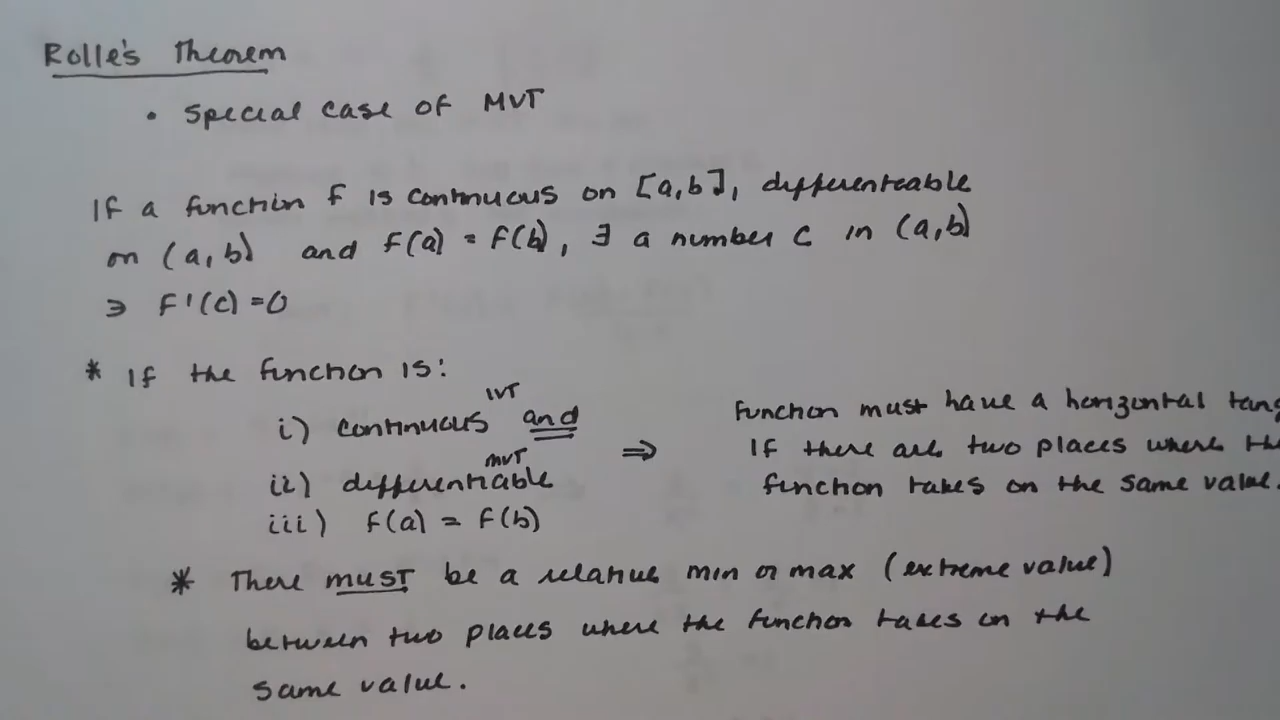 Rolle's Theorem
• special case of MVT
If a function f is continuous on [a,b], differenteable
on (a,b) and f(a) = f(b), ∃ a number c in (a,b)
∋ f'(c) = 0
* If the function is:
IVT
i) continuous and
MVT
ii) differentiable
iii) f(a) = f(b)
⇒
function must have a horizontal tang
If there are two places where th
function takes on the same value.
* There must be a relative min or max (extreme value)
between two places where the function takes on the
same value.